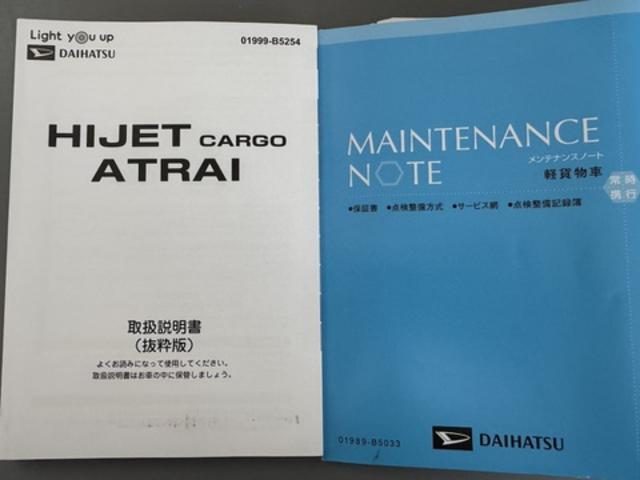 Light you up
DAIHATSU
01999-B5254
HIJET CARGO
ATRAI
取扱説明書
（抜粋版）
よくお読みになって使用してください。
取扱説明書はお車の中に保管しましょう。
MAINTENANCE
NOTE
メンテナンスノート
軽貨物車
常時
携行
●保証書 ●点検整備方式 ●サービス網 ●点検整備記録簿
01989-B5033
DAIHATSU